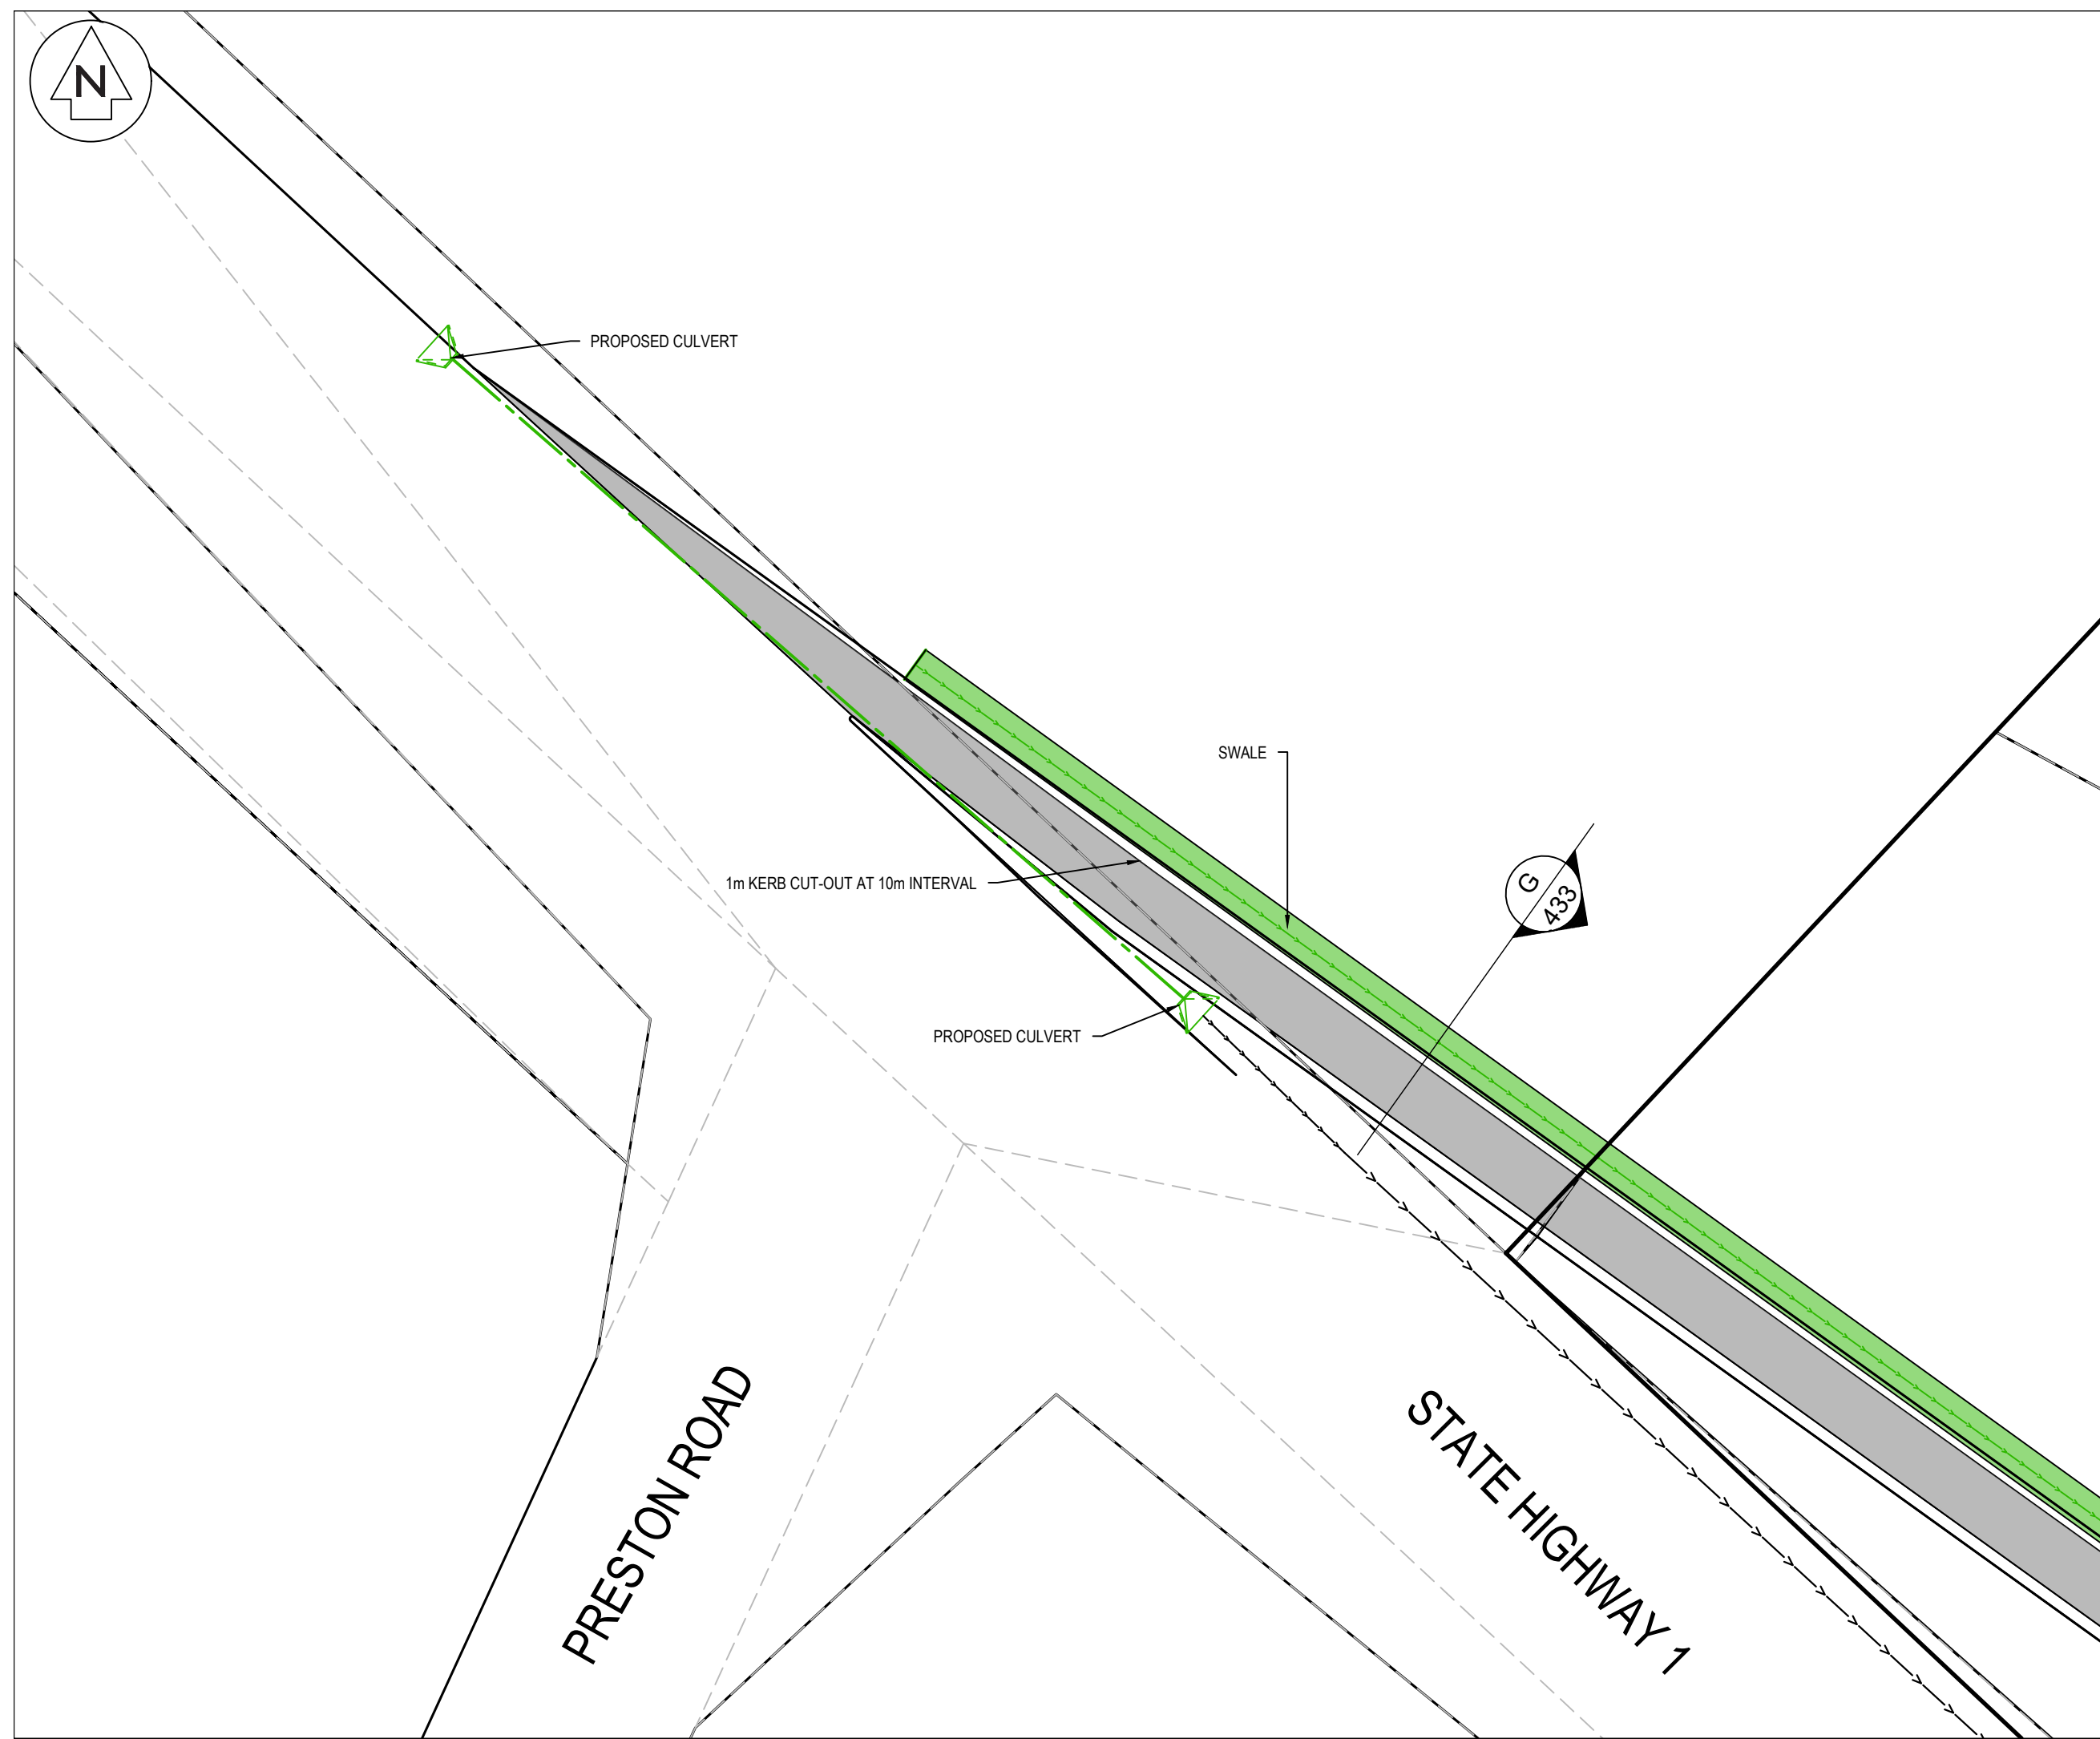 N
PROPOSED CULVERT
SWALE
1m KERB CUT-OUT AT 10m INTERVAL
G
433
PROPOSED CULVERT
PRESTON ROAD
STATE HIGHWAY 1